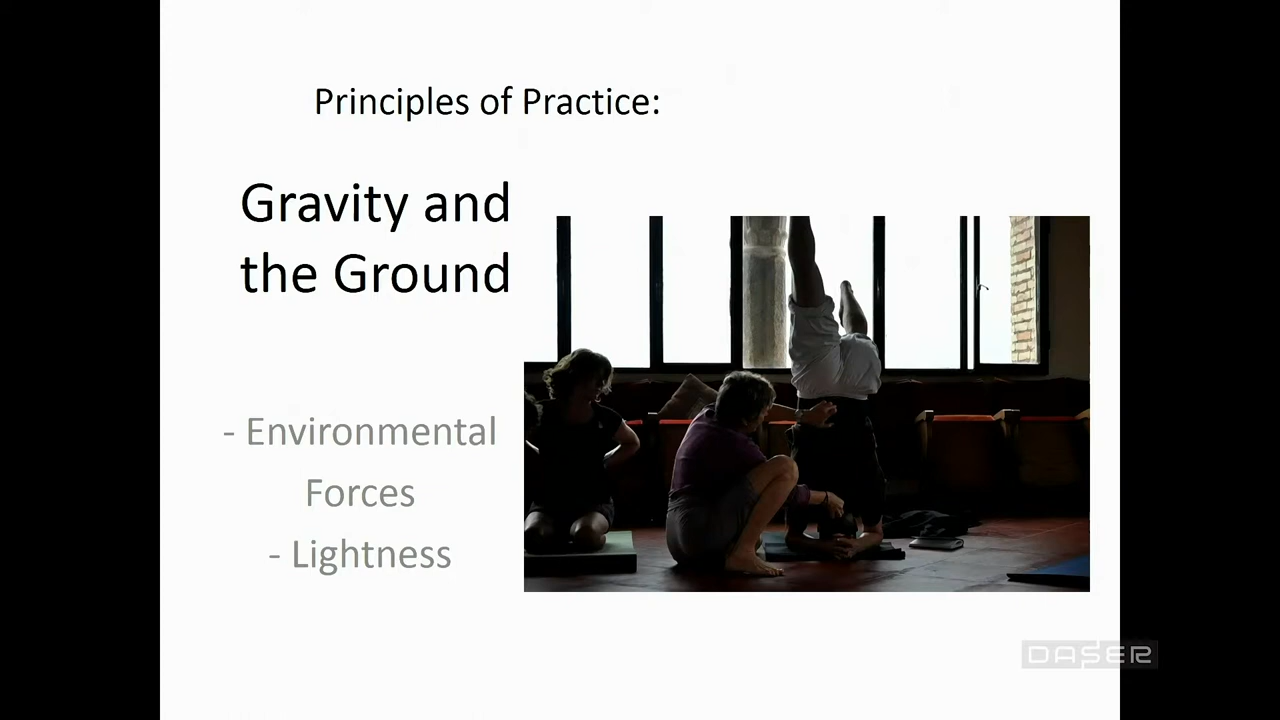 Principles of Practice:
Gravity and
the Ground
- Environmental
Forces
- Lightness
DASER